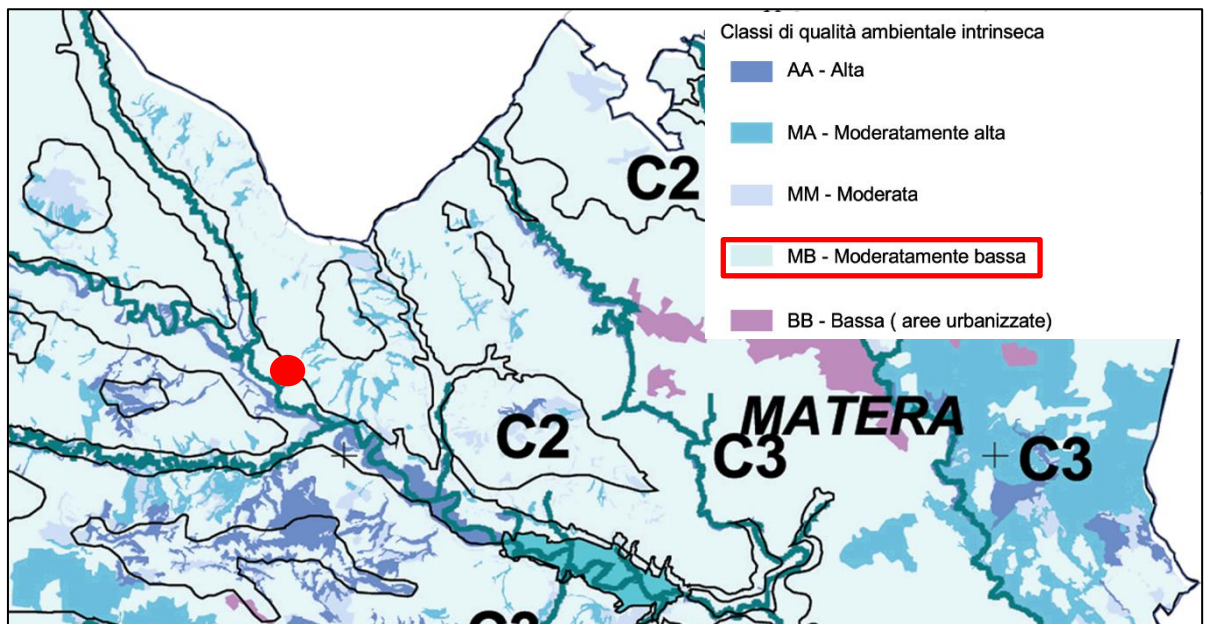 Classi di qualità ambientale intrinseca
AA - Alta
MA - Moderatamente alta
MM - Moderata
MB - Moderatamente bassa
BB - Bassa ( aree urbanizzate)
C2
C2
MATERA
C3
C3